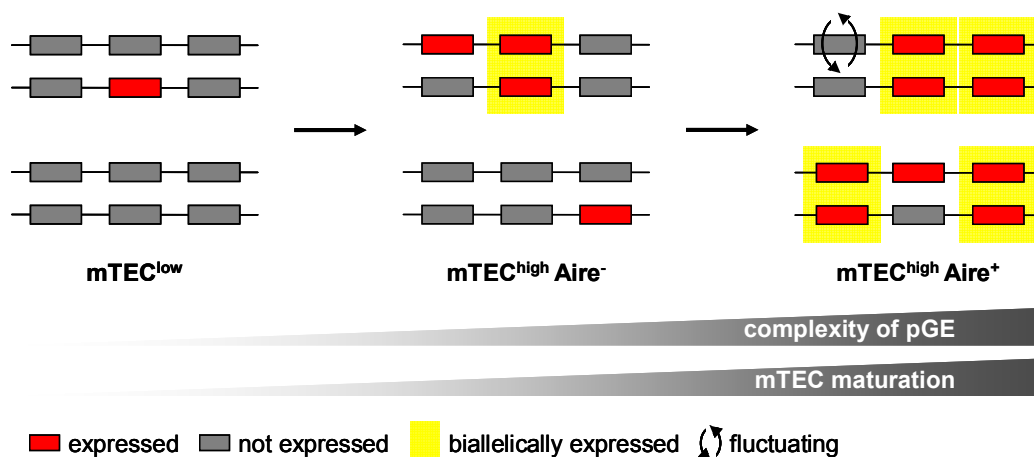 mTEC^low mTEC^high Aire^- mTEC^high Aire^+
complexity of pGE
mTEC maturation
expressed not expressed biallelically expressed fluctuating